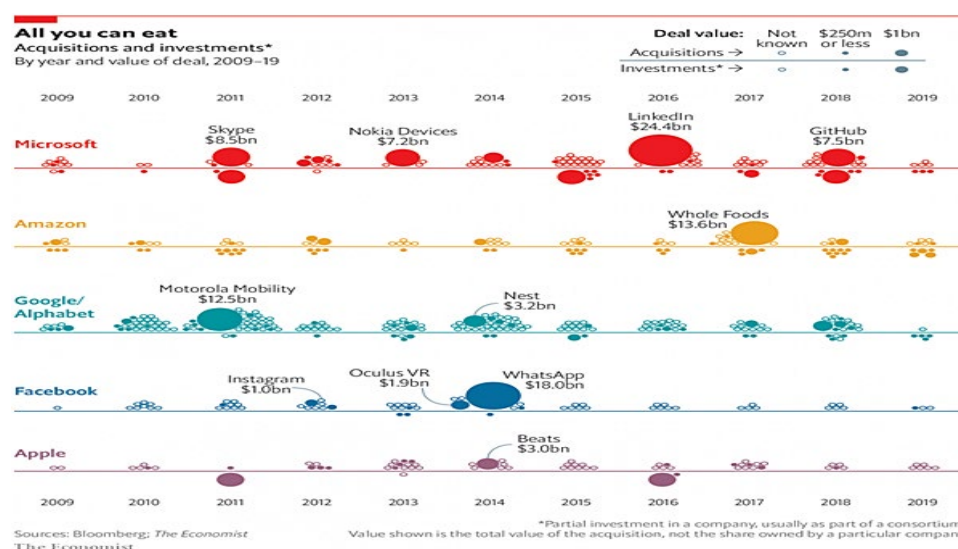 All you can eat
Acquisitions and investments*
By year and value of deal, 2009–19
Deal value: Not known $250m or less $1bn
Acquisitions →
Investments* →
2009 2010 2011 2012 2013 2014 2015 2016 2017 2018 2019
Microsoft
Skype
$8.5bn
Nokia Devices
$7.2bn
LinkedIn
$24.4bn
GitHub
$7.5bn
Amazon
Whole Foods
$13.6bn
Google/
Alphabet
Motorola Mobility
$12.5bn
Nest
$3.2bn
Facebook
Instagram
$1.0bn
Oculus VR
$1.9bn
WhatsApp
$18.0bn
Apple
Beats
$3.0bn
2009 2010 2011 2012 2013 2014 2015 2016 2017 2018 2019
*Partial investment in a company, usually as part of a consortium
Sources: Bloomberg; The Economist
Value shown is the total value of the acquisition, not the share owned by a particular compan
The Economist